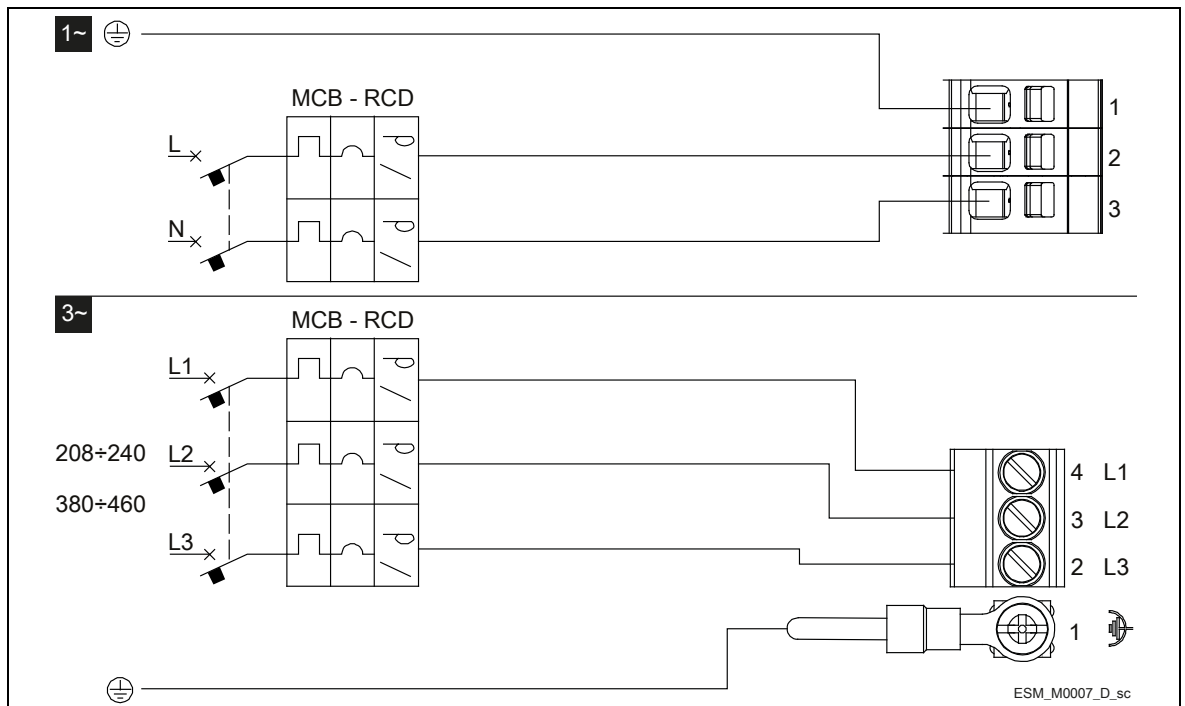 1~
MCB - RCD
L
N
1
2
3
3~
MCB - RCD
L1
208÷240 L2
380÷460
L3
4 L1
3 L2
2 L3
1
ESM_M0007_D_sc